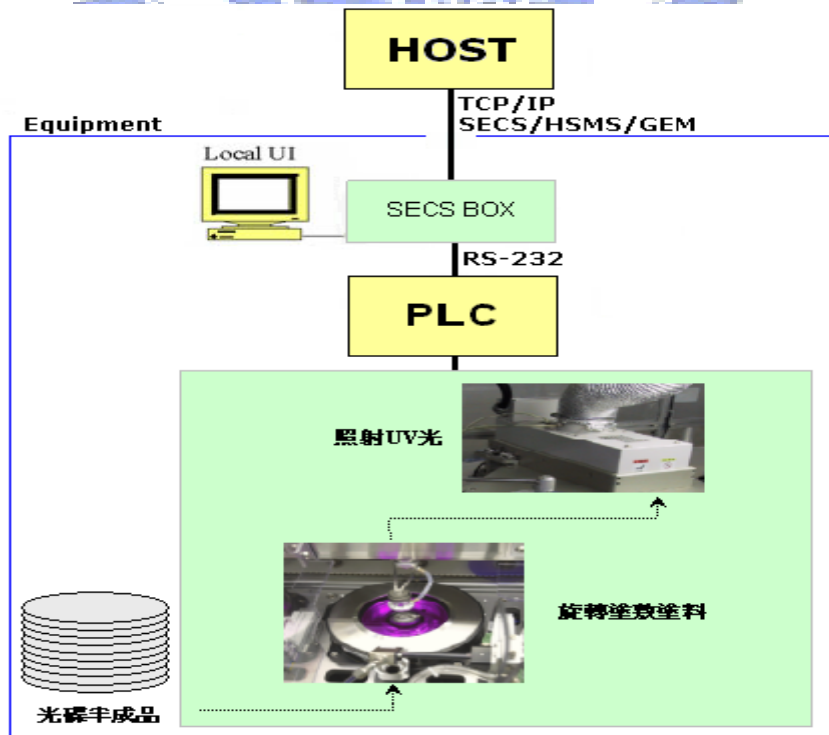 HOST
TCP/IP
SECS/HSMS/GEM
Equipment
Local UI
SECS BOX
RS-232
PLC
照射UV光
旋轉塗敷塗料
光碟半成品